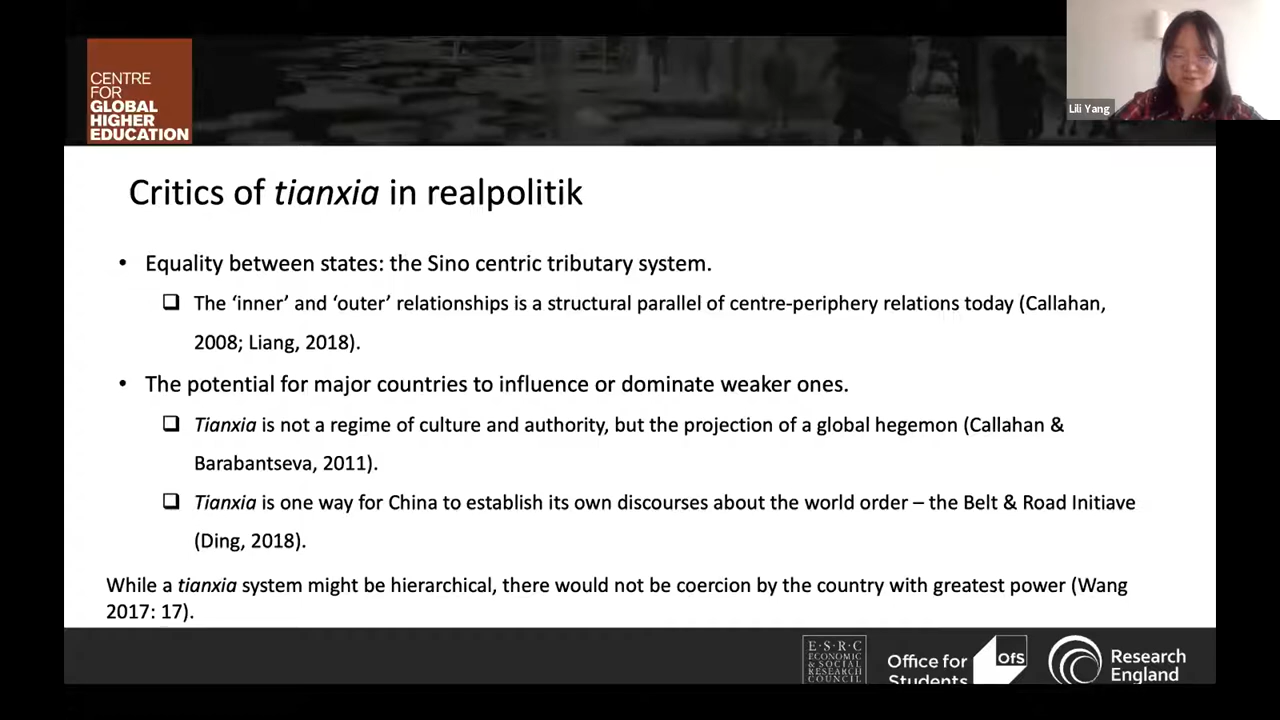 CENTRE
FOR
GLOBAL
HIGHER
EDUCATION
Lili Yang
Critics of tianxia in realpolitik
• Equality between states: the Sino centric tributary system.
❑ The ‘inner’ and ‘outer’ relationships is a structural parallel of centre-periphery relations today (Callahan,
2008; Liang, 2018).
• The potential for major countries to influence or dominate weaker ones.
❑ Tianxia is not a regime of culture and authority, but the projection of a global hegemon (Callahan &
Barabantseva, 2011).
❑ Tianxia is one way for China to establish its own discourses about the world order – the Belt & Road Initiave
(Ding, 2018).
While a tianxia system might be hierarchical, there would not be coercion by the country with greatest power (Wang
2017: 17).
E·S·R·C
ECONOMIC
& SOCIAL
RESEARCH
COUNCIL
Office for
Students
OfS
Research
England